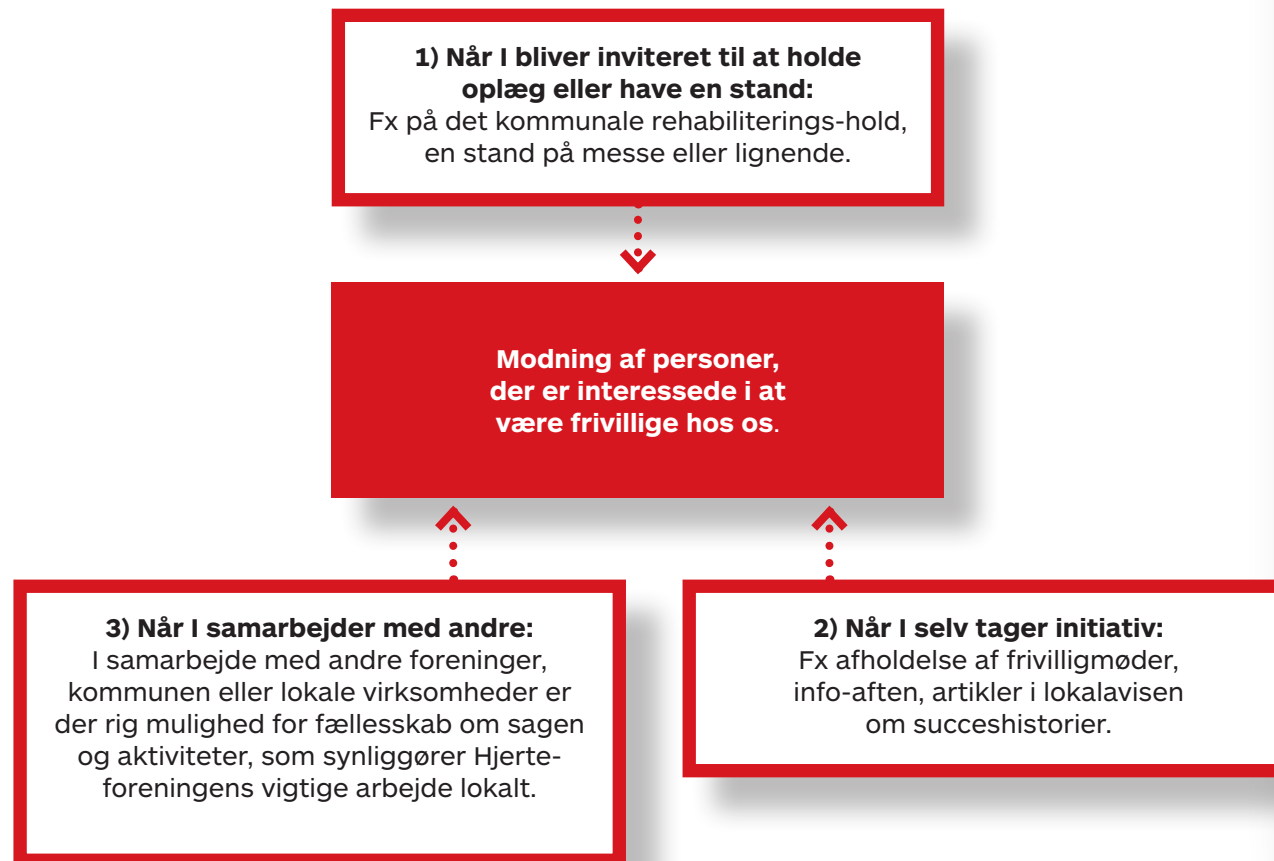 1) Når I bliver inviteret til at holde
oplæg eller have en stand:
Fx på det kommunale rehabiliterings-hold,
en stand på messe eller lignende.
Modning af personer,
der er interessede i at
være frivillige hos os.
3) Når I samarbejder med andre:
I samarbejde med andre foreninger,
kommunen eller lokale virksomheder er
der rig mulighed for fællesskab om sagen
og aktiviteter, som synliggører Hjerte-
foreningens vigtige arbejde lokalt.
2) Når I selv tager initiativ:
Fx afholdelse af frivilligmøder,
info-aften, artikler i lokalavisen
om succeshistorier.